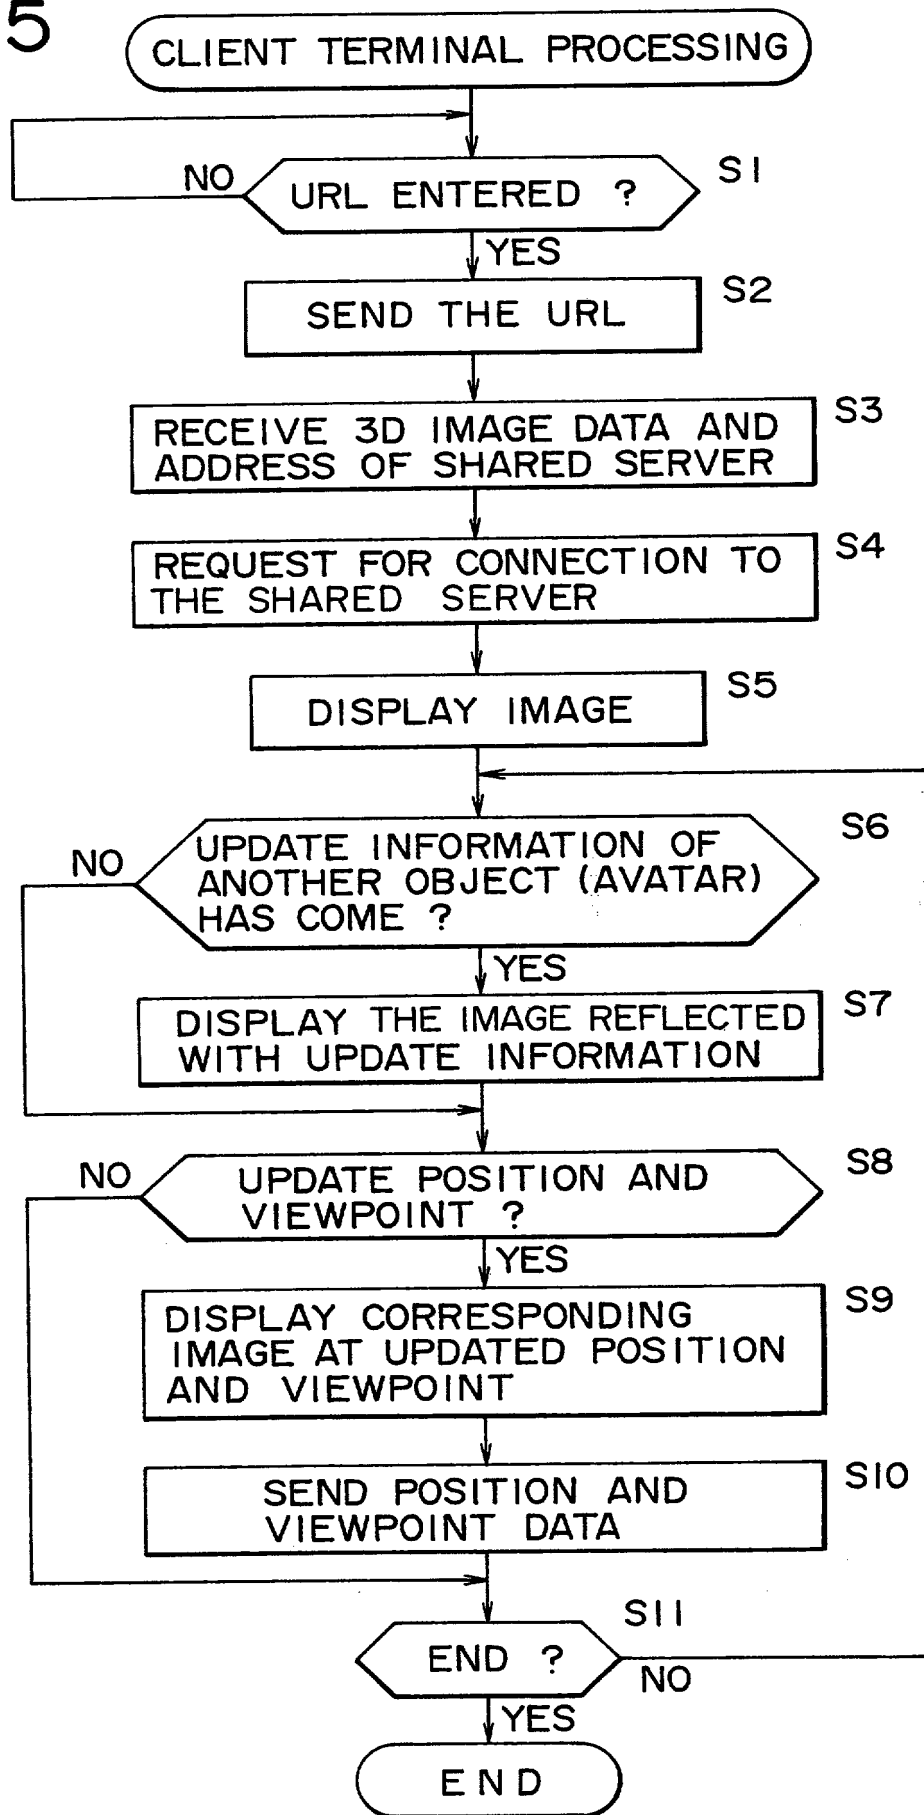 5
CLIENT TERMINAL PROCESSING
NO
URL ENTERED ?
S1
YES
SEND THE URL
S2
RECEIVE 3D IMAGE DATA AND
ADDRESS OF SHARED SERVER
S3
REQUEST FOR CONNECTION TO
THE SHARED SERVER
S4
DISPLAY IMAGE
S5
NO
UPDATE INFORMATION OF
ANOTHER OBJECT (AVATAR)
HAS COME ?
S6
YES
DISPLAY THE IMAGE REFLECTED
WITH UPDATE INFORMATION
S7
NO
UPDATE POSITION AND
VIEWPOINT ?
S8
YES
DISPLAY CORRESPONDING
IMAGE AT UPDATED POSITION
AND VIEWPOINT
S9
SEND POSITION AND
VIEWPOINT DATA
S10
S11
END ?
NO
YES
END